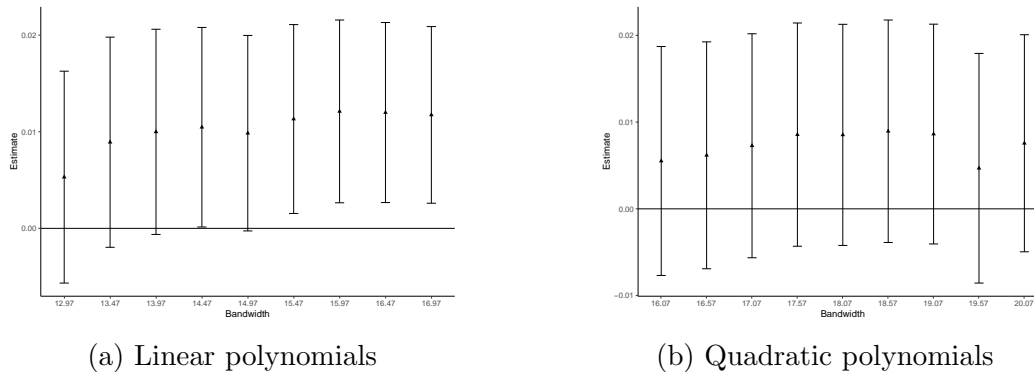 0.02
0.01
0.00
Estimate
12.97 13.47 13.97 14.47 14.97 15.47 15.97 16.47 16.97
Bandwidth
(a) Linear polynomials
0.02
0.01
0.00
−0.01
Estimate
16.07 16.57 17.07 17.57 18.07 18.57 19.07 19.57 20.07
Bandwidth
(b) Quadratic polynomials